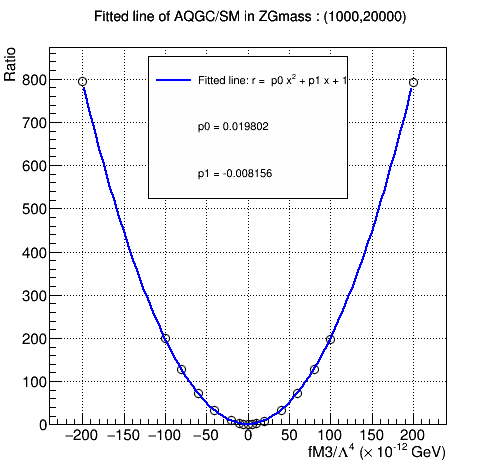 Fitted line of AQGC/SM in ZGmass : (1000,20000)
Ratio
Fitted line: r = p0 x² + p1 x + 1
p0 = 0.019802
p1 = -0.008156
800
700
600
500
400
300
200
100
0
−200 −150 −100 −50 0 50 100 150 200
fM3/Λ⁴ (× 10⁻¹² GeV)